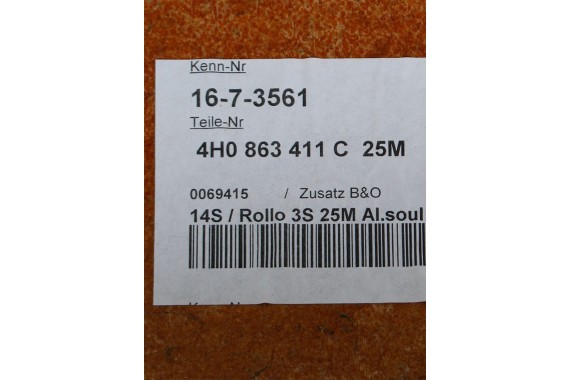 Kenn-Nr
16-7-3561
Teile-Nr
4H0 863 411 C 25M
0069415 / Zusatz B&O
14S / Rollo 3S 25M Al.soul